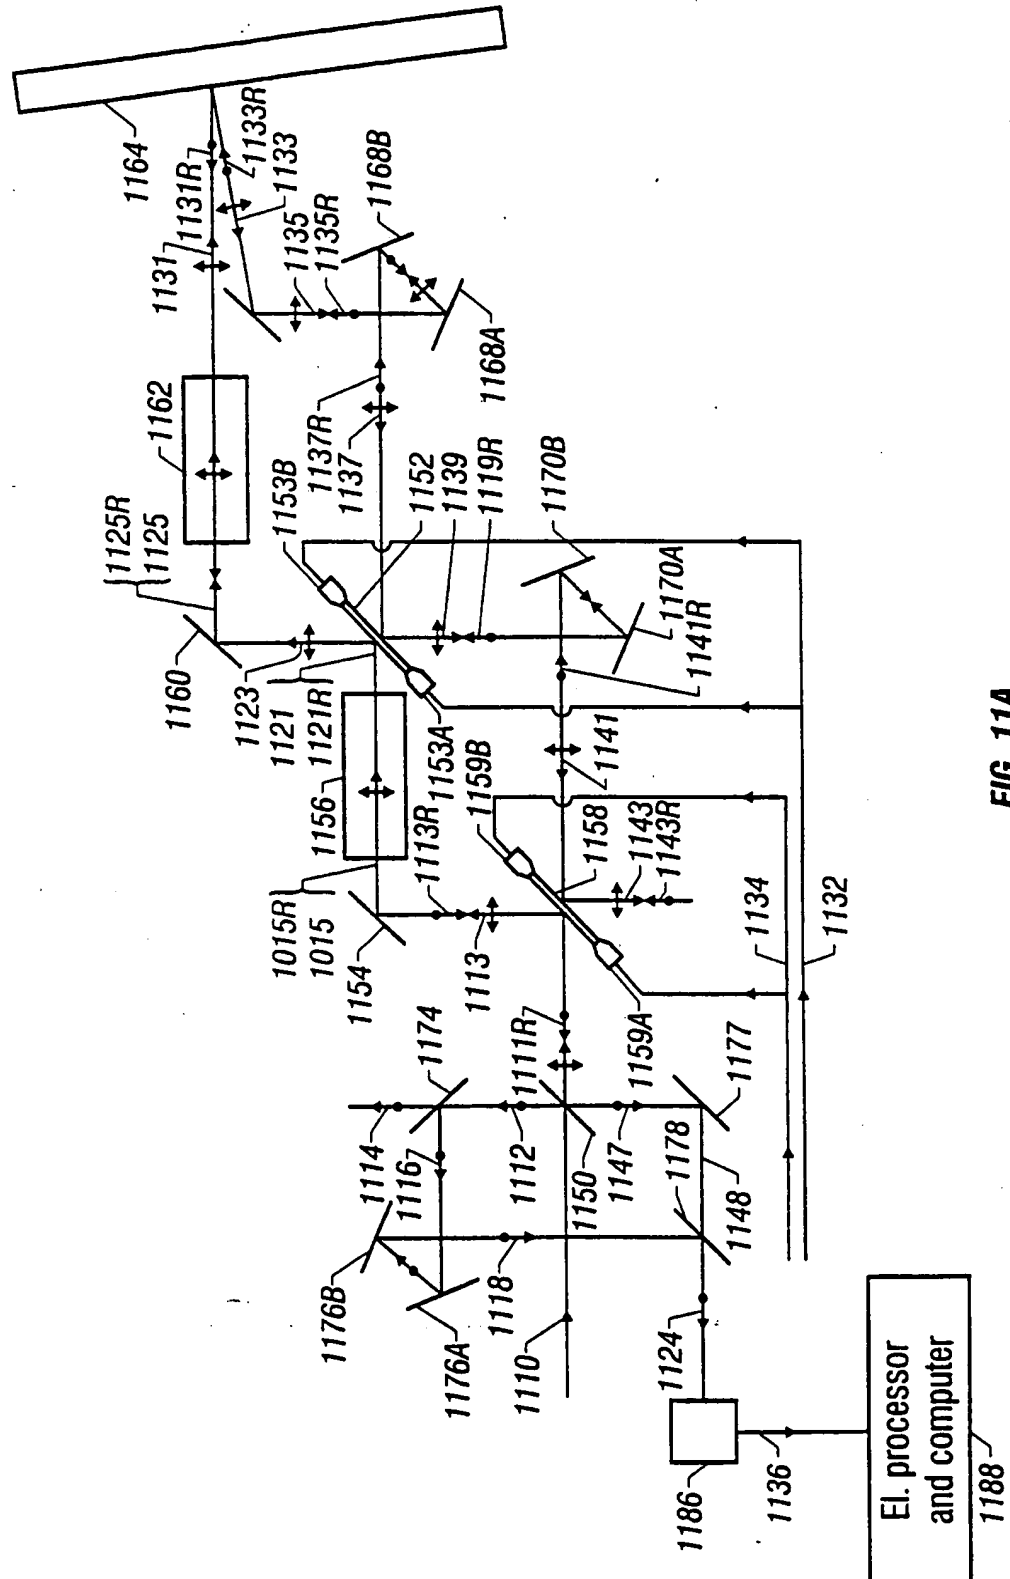 1164
1131
1131R
1133R
1133
1135
1135R
1168B
1168A
1162
1125R
1125
1160
1123
1121
1121R
1153B
1137R
1137
1152
1139
1119R
1170B
1170A
1141R
1156
1153A
1159B
1141
1113R
1015R
1015
1154
1113
1158
1143
1143R
1134
1132
1174
1111R
1159A
1177
1114
1116
1112
1150
1147
1178
1148
1176B
1176A
1118
1110
1124
1186
1136
El. processor
and computer
1188
FIG. 11A